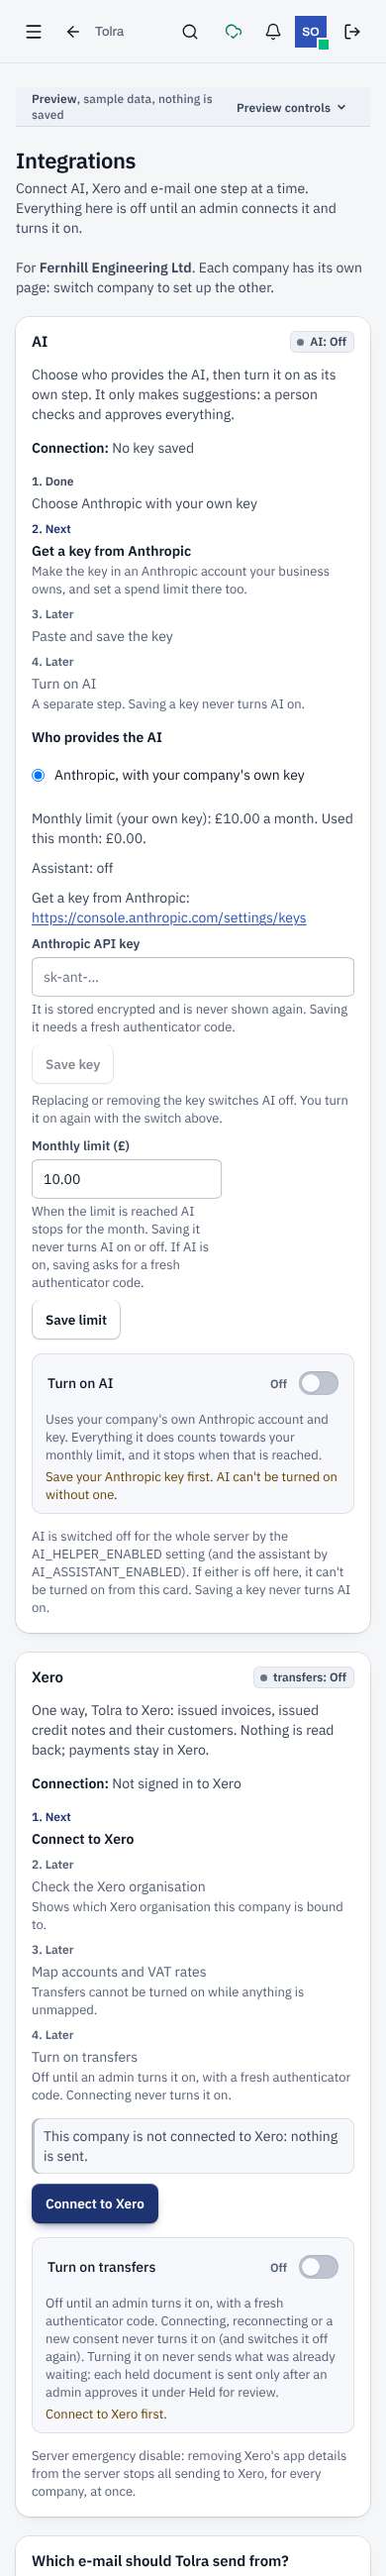 Tolra
SO
Preview, sample data, nothing is
saved
Preview controls
Integrations
Connect AI, Xero and e-mail one step at a time.
Everything here is off until an admin connects it and
turns it on.
For Fernhill Engineering Ltd. Each company has its own
page: switch company to set up the other.
AI
AI: Off
Choose who provides the AI, then turn it on as its
own step. It only makes suggestions: a person
checks and approves everything.
Connection: No key saved
1. Done
Choose Anthropic with your own key
2. Next
Get a key from Anthropic
Make the key in an Anthropic account your business
owns, and set a spend limit there too.
3. Later
Paste and save the key
4. Later
Turn on AI
A separate step. Saving a key never turns AI on.
Who provides the AI
Anthropic, with your company's own key
Monthly limit (your own key): £10.00 a month. Used
this month: £0.00.
Assistant: off
Get a key from Anthropic:
https://console.anthropic.com/settings/keys
Anthropic API key
sk-ant-...
It is stored encrypted and is never shown again. Saving
it needs a fresh authenticator code.
Save key
Replacing or removing the key switches AI off. You turn
it on again with the switch above.
Monthly limit (£)
10.00
When the limit is reached AI
stops for the month. Saving it
never turns AI on or off. If AI is
on, saving asks for a fresh
authenticator code.
Save limit
Turn on AI
Off
Uses your company's own Anthropic account and
key. Everything it does counts towards your
monthly limit, and it stops when that is reached.
Save your Anthropic key first. AI can't be turned on
without one.
AI is switched off for the whole server by the
AI_HELPER_ENABLED setting (and the assistant by
AI_ASSISTANT_ENABLED). If either is off here, it can't
be turned on from this card. Saving a key never turns AI
on.
Xero
transfers: Off
One way, Tolra to Xero: issued invoices, issued
credit notes and their customers. Nothing is read
back; payments stay in Xero.
Connection: Not signed in to Xero
1. Next
Connect to Xero
2. Later
Check the Xero organisation
Shows which Xero organisation this company is bound
to.
3. Later
Map accounts and VAT rates
Transfers cannot be turned on while anything is
unmapped.
4. Later
Turn on transfers
Off until an admin turns it on, with a fresh authenticator
code. Connecting never turns it on.
This company is not connected to Xero: nothing
is sent.
Connect to Xero
Turn on transfers
Off
Off until an admin turns it on, with a fresh
authenticator code. Connecting, reconnecting or a
new consent never turns it on (and switches it off
again). Turning it on never sends what was already
waiting: each held document is sent only after an
admin approves it under Held for review.
Connect to Xero first.
Server emergency disable: removing Xero's app details
from the server stops all sending to Xero, for every
company, at once.
Which e-mail should Tolra send from?